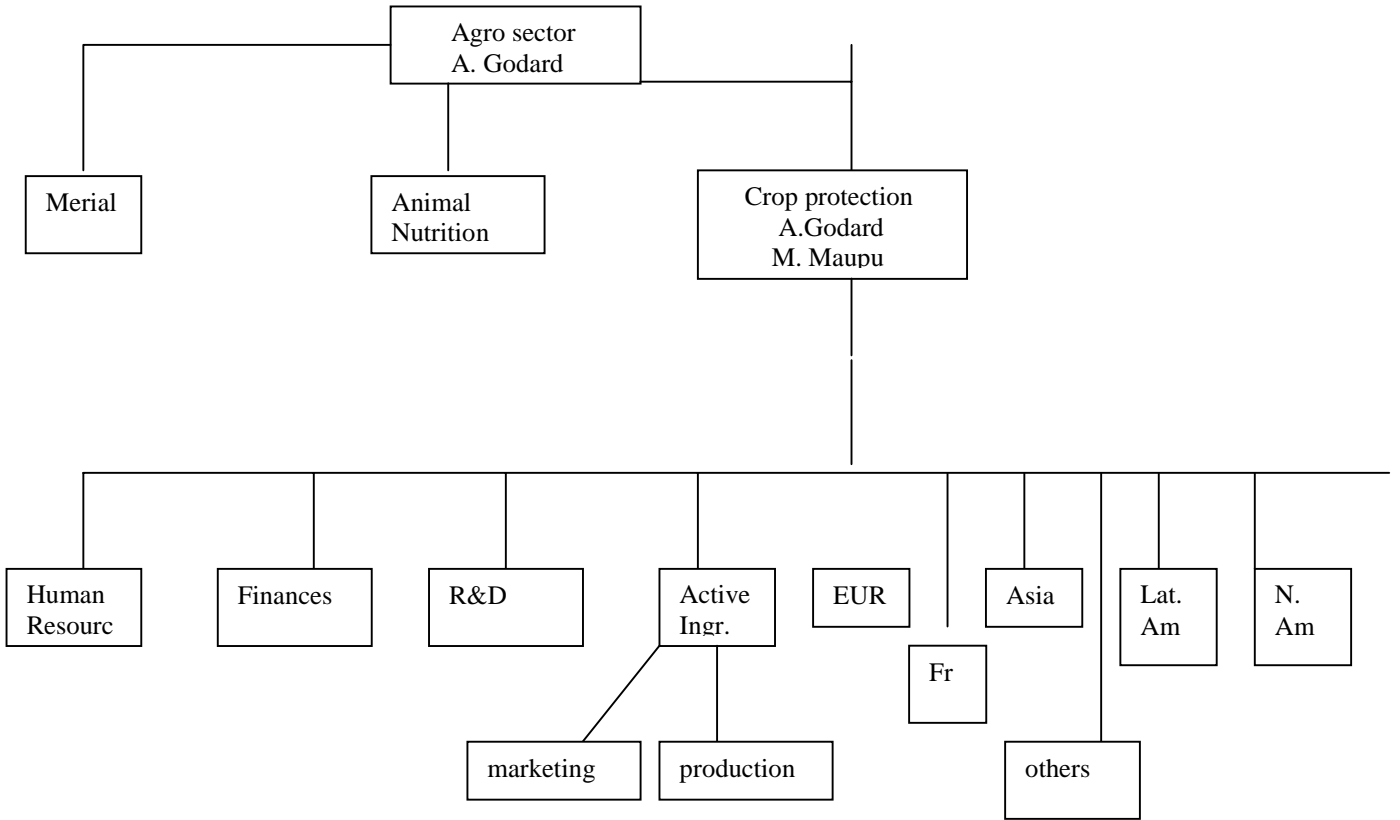 Agro sector
A. Godard
Merial
Animal
Nutrition
Crop protection
A.Godard
M. Maupu
Human
Resourc
Finances
R&D
Active
Ingr.
EUR
Asia
Lat.
Am
N.
Am
Fr
marketing
production
others